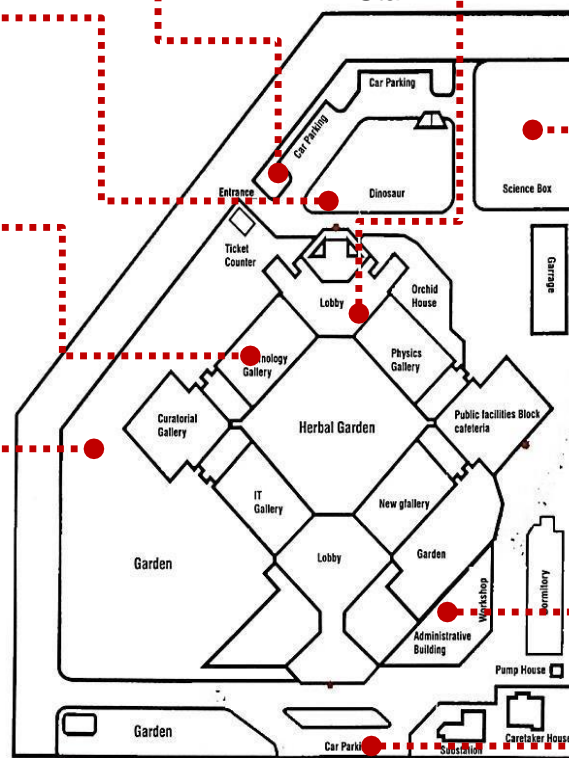 Car Parking
Car Parking
Entrance
Dinosaur
Science Box
Ticket
Counter
Lobby
Orchid
House
Garrage
nology
Gallery
Physics
Gallery
Curatorial
Gallery
Herbal Garden
Public facilities Block
cafeteria
IT
Gallery
New gfallery
Lobby
Garden
Garden
Workshop
Dormitory
Administrative
Building
Pump House
Garden
Car Parki
Substation
Caretaker House